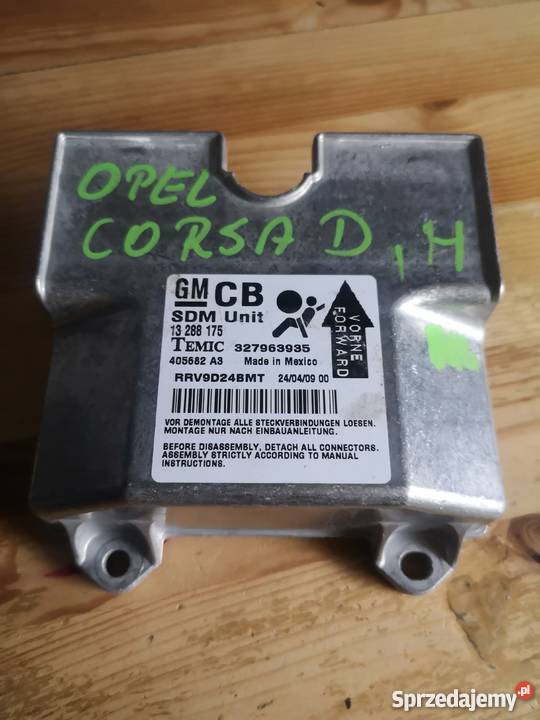 OPEL
CORSA D, H
GM CB
SDM Unit
13 288 175
TEMIC 327963935
405682 A3 Made in Mexico
RRV9D24BMT 24/04/09 00
VORNE
FORWARD
VOR DEMONTAGE ALLE STECKVERBINDUNGEN LOESEN.
MONTAGE NUR NACH EINBAUANLEITUNG.
BEFORE DISASSEMBLY, DETACH ALL CONNECTORS.
ASSEMBLY STRICTLY ACCORDING TO MANUAL
INSTRUCTIONS.
Sprzedajemy.pl